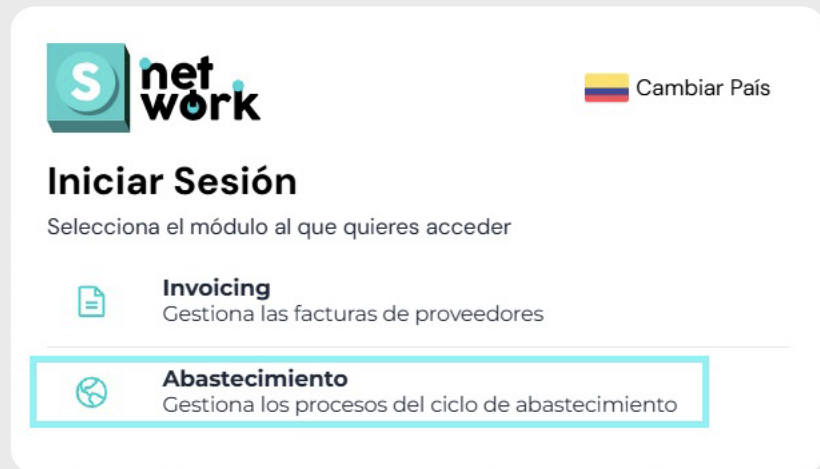 S net
work
Cambiar País
Iniciar Sesión
Selecciona el módulo al que quieres acceder
Invoicing
Gestiona las facturas de proveedores
Abastecimiento
Gestiona los procesos del ciclo de abastecimiento